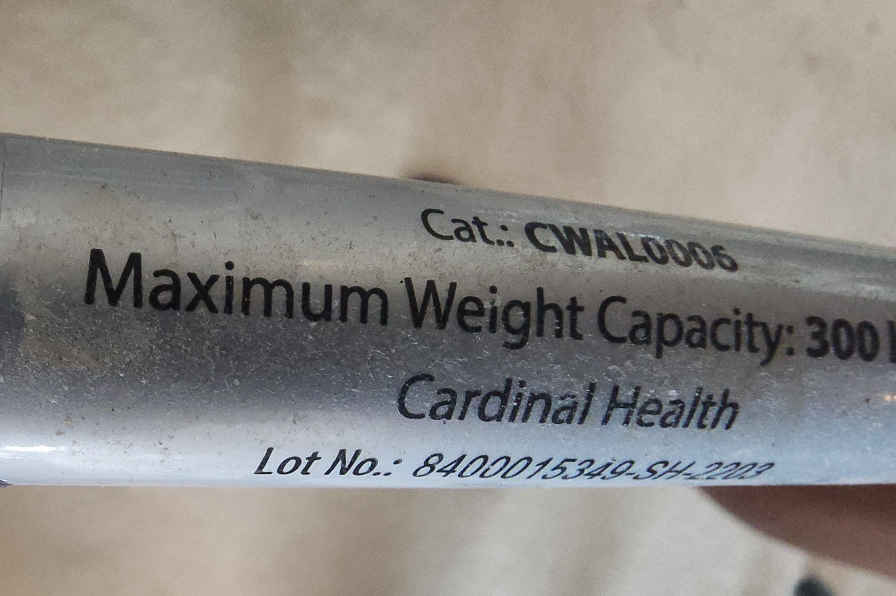 Cat.: CWAL0006
Maximum Weight Capacity: 300
Cardinal Health
Lot No.: 8400015349-SH-2203